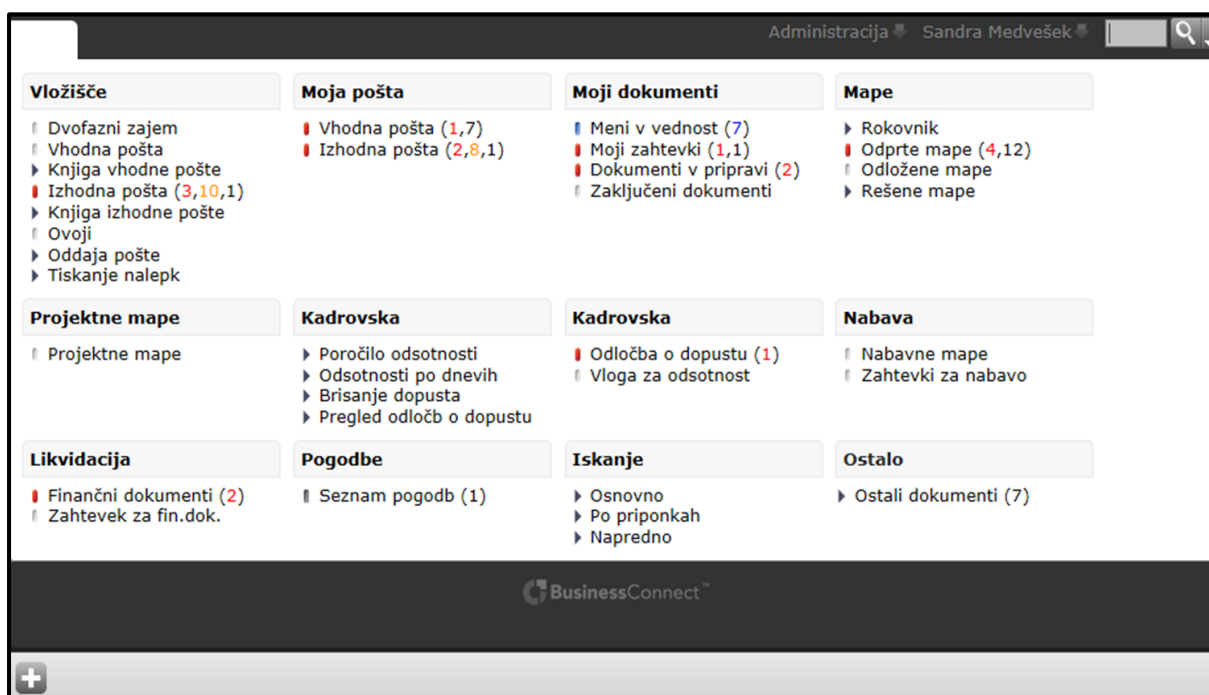 Administracija Sandra Medvešek
Vložišče
Dvofazni zajem
Vhodna pošta
Knjiga vhodne pošte
Izhodna pošta (3,10,1)
Knjiga izhodne pošte
Ovoji
Oddaja pošte
Tiskanje nalepk
Moja pošta
Vhodna pošta (1,7)
Izhodna pošta (2,8,1)
Moji dokumenti
Meni v vednost (7)
Moji zahtevki (1,1)
Dokumenti v pripravi (2)
Zaključeni dokumenti
Mape
Rokovnik
Odprte mape (4,12)
Odložene mape
Rešene mape
Projektne mape
Projektne mape
Kadrovska
Poročilo odsotnosti
Odsotnosti po dnevih
Brisanje dopusta
Pregled odločb o dopustu
Kadrovska
Odločba o dopustu (1)
Vloga za odsotnost
Nabava
Nabavne mape
Zahtevki za nabavo
Likvidacija
Finančni dokumenti (2)
Zahtevek za fin.dok.
Pogodbe
Seznam pogodb (1)
Iskanje
Osnovno
Po priponkah
Napredno
Ostalo
Ostali dokumenti (7)
BusinessConnect™